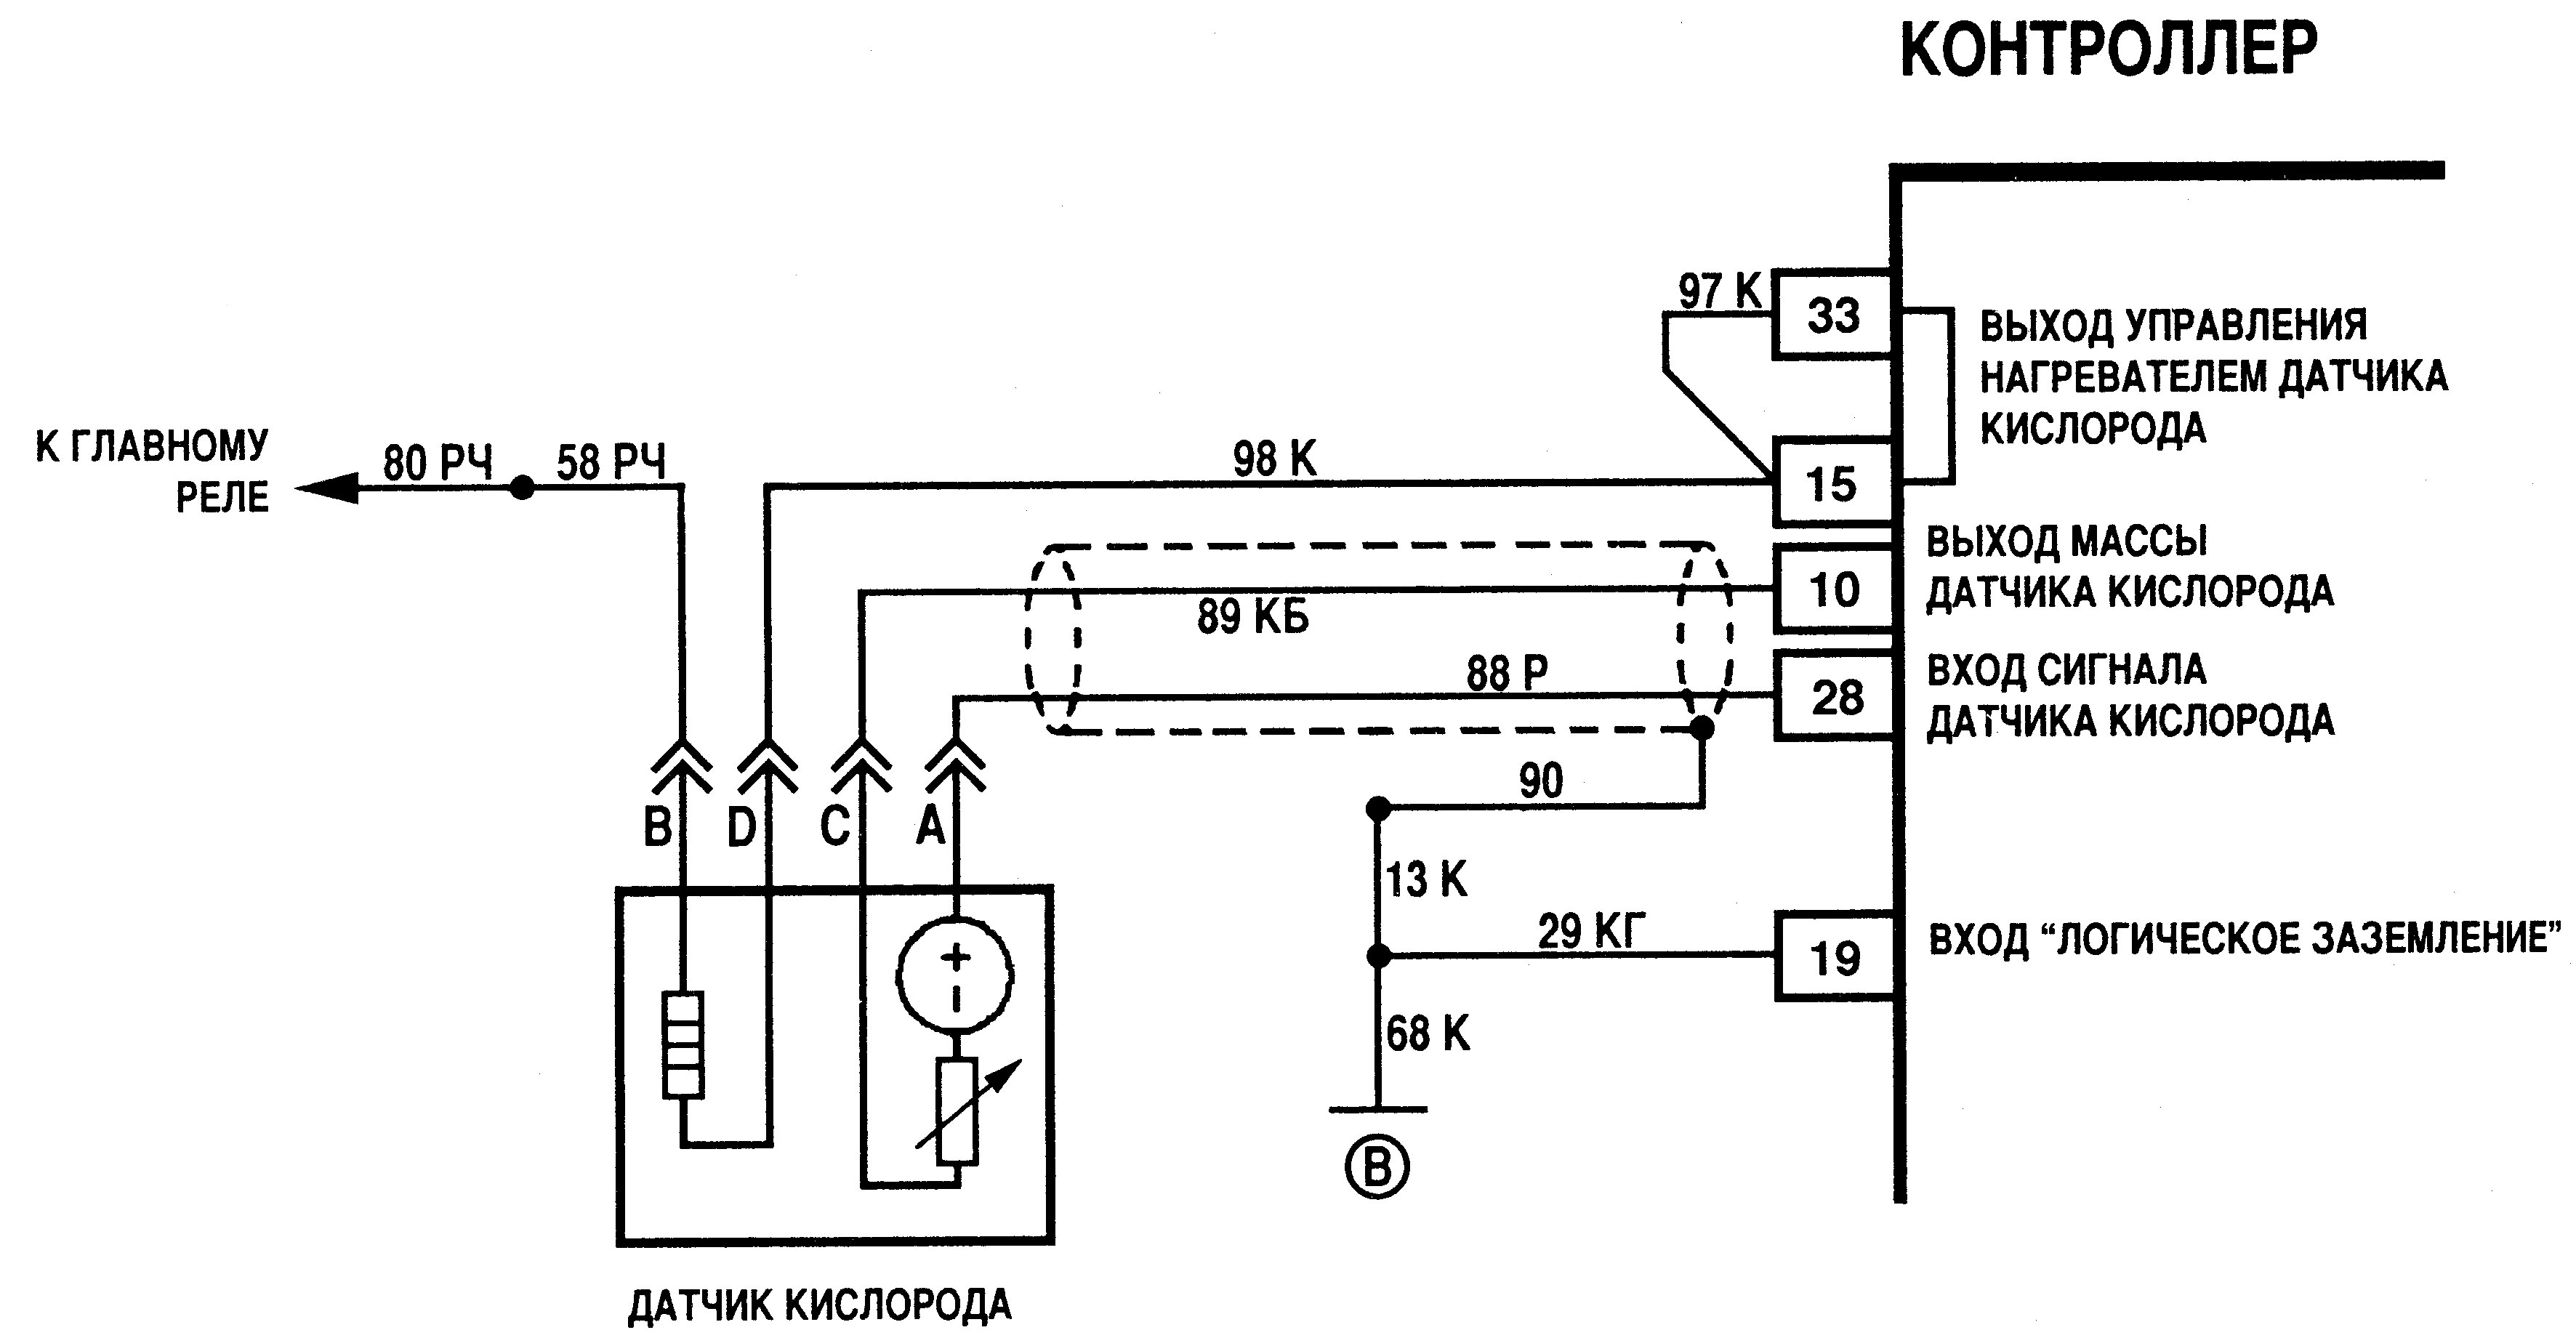 КОНТРОЛЛЕР
97 К
33
ВЫХОД УПРАВЛЕНИЯ
НАГРЕВАТЕЛЕМ ДАТЧИКА
КИСЛОРОДА
К ГЛАВНОМУ
РЕЛЕ
80 РЧ
58 РЧ
98 К
15
ВЫХОД МАССЫ
ДАТЧИКА КИСЛОРОДА
10
89 КБ
ВХОД СИГНАЛА
ДАТЧИКА КИСЛОРОДА
88 Р
28
90
B
D
C
A
13 К
29 КГ
19
ВХОД “ЛОГИЧЕСКОЕ ЗАЗЕМЛЕНИЕ”
+
−
68 К
В
ДАТЧИК КИСЛОРОДА